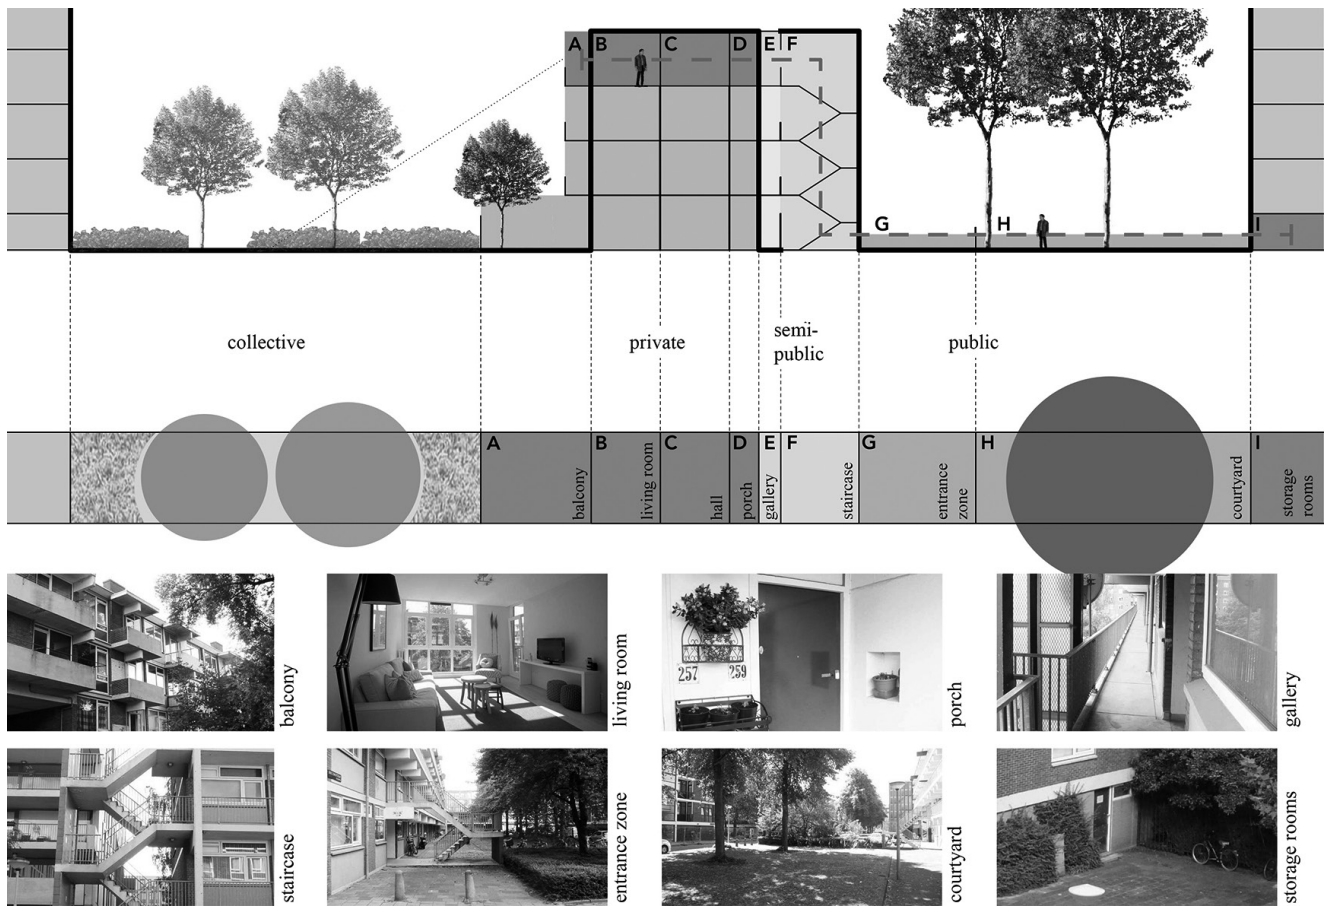 A
B
C
D
E
F
G
H
I
collective
private
semi-
public
public
A
B
C
D
E
F
G
H
I
balcony
living room
hall
porch
gallery
staircase
entrance
zone
courtyard
storage
rooms
balcony
living room
257
259
porch
gallery
staircase
entrance zone
courtyard
storage rooms